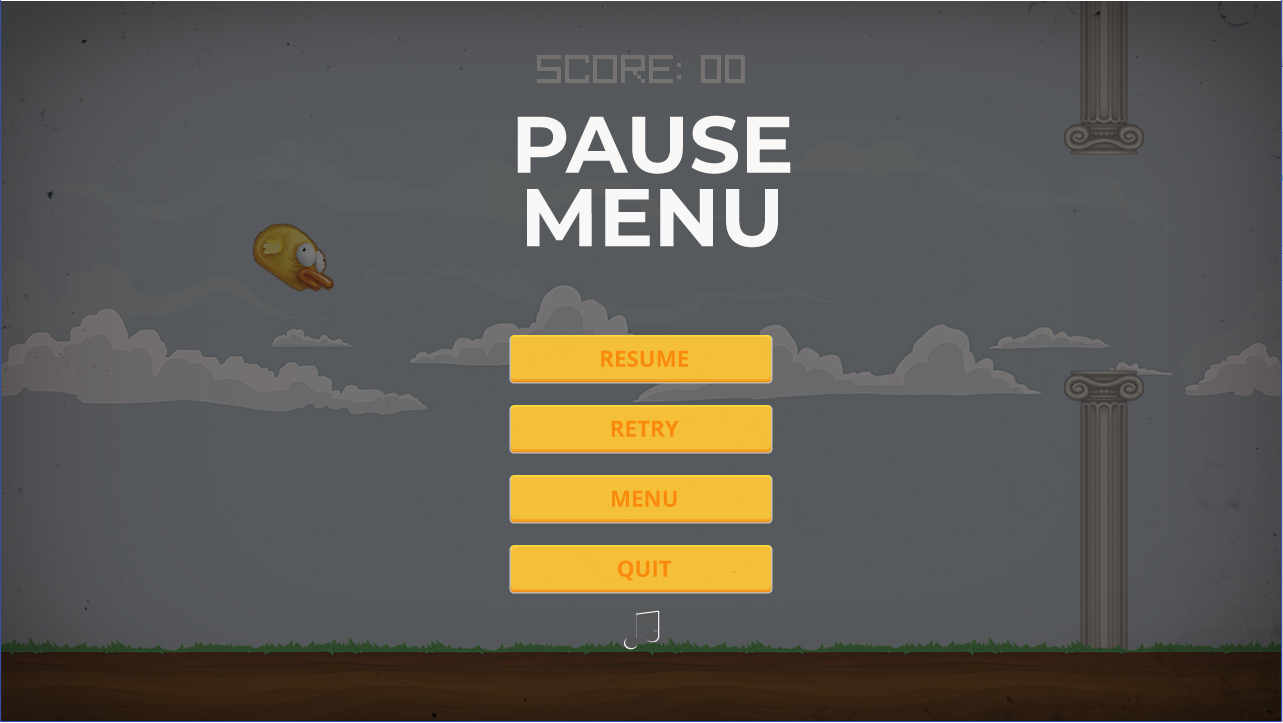 SCORE: 00
PAUSE
MENU
RESUME
RETRY
MENU
QUIT